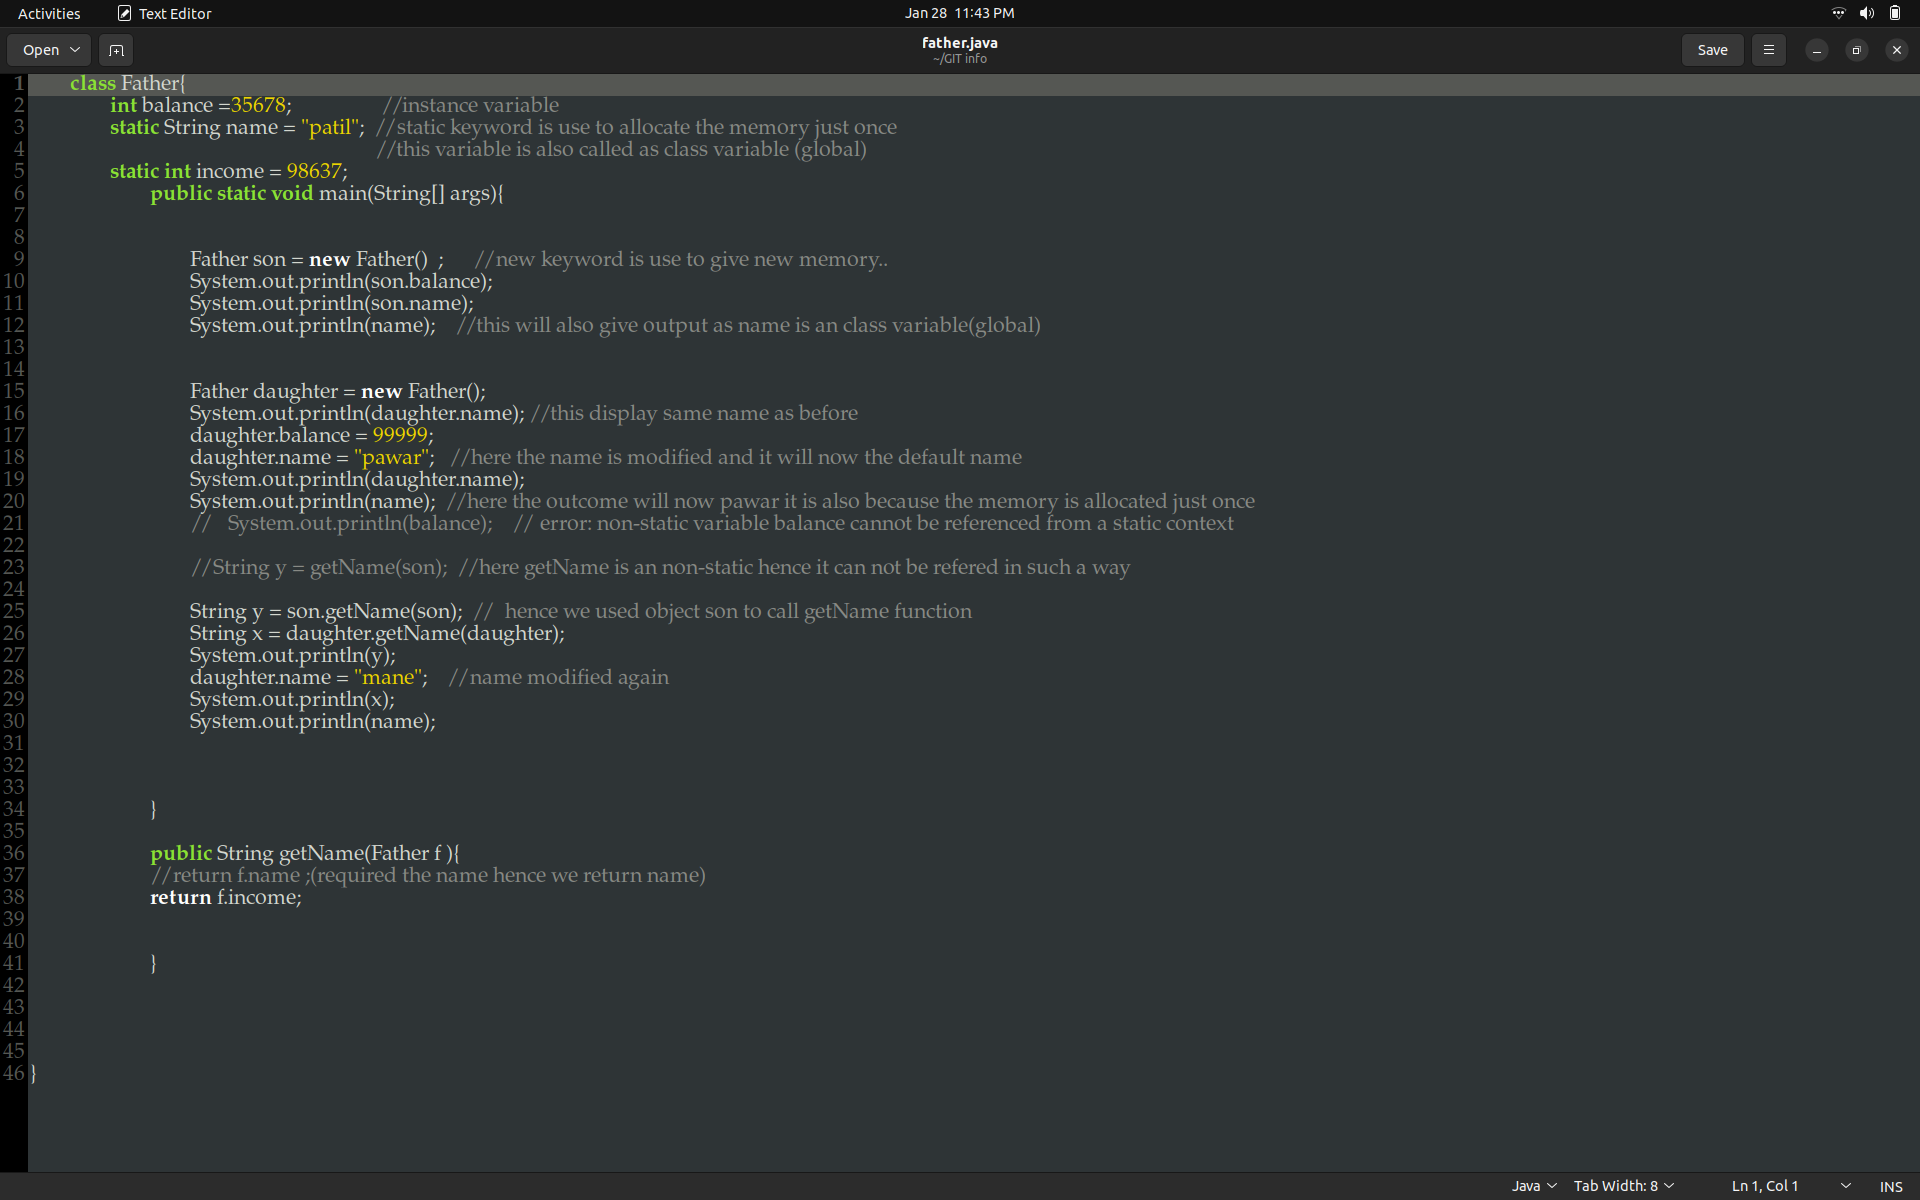 Activities Text Editor Jan 28 11:43 PM
Open father.java Save
~/GIT info
1 class Father{
2 int balance =35678; //instance variable
3 static String name = "patil"; //static keyword is use to allocate the memory just once
4 //this variable is also called as class variable (global)
5 static int income = 98637;
6 public static void main(String[] args){
7
8
9 Father son = new Father() ; //new keyword is use to give new memory..
10 System.out.println(son.balance);
11 System.out.println(son.name);
12 System.out.println(name); //this will also give output as name is an class variable(global)
13
14
15 Father daughter = new Father();
16 System.out.println(daughter.name); //this display same name as before
17 daughter.balance = 99999;
18 daughter.name = "pawar"; //here the name is modified and it will now the default name
19 System.out.println(daughter.name);
20 System.out.println(name); //here the outcome will now pawar it is also because the memory is allocated just once
21 // System.out.println(balance); // error: non-static variable balance cannot be referenced from a static context
22
23 //String y = getName(son); //here getName is an non-static hence it can not be refered in such a way
24
25 String y = son.getName(son); // hence we used object son to call getName function
26 String x = daughter.getName(daughter);
27 System.out.println(y);
28 daughter.name = "mane"; //name modified again
29 System.out.println(x);
30 System.out.println(name);
31
32
33
34 }
35
36 public String getName(Father f ){
37 //return f.name ;(required the name hence we return name)
38 return f.income;
39
40
41 }
42
43
44
45
46 }
Java Tab Width: 8 Ln 1, Col 1 INS